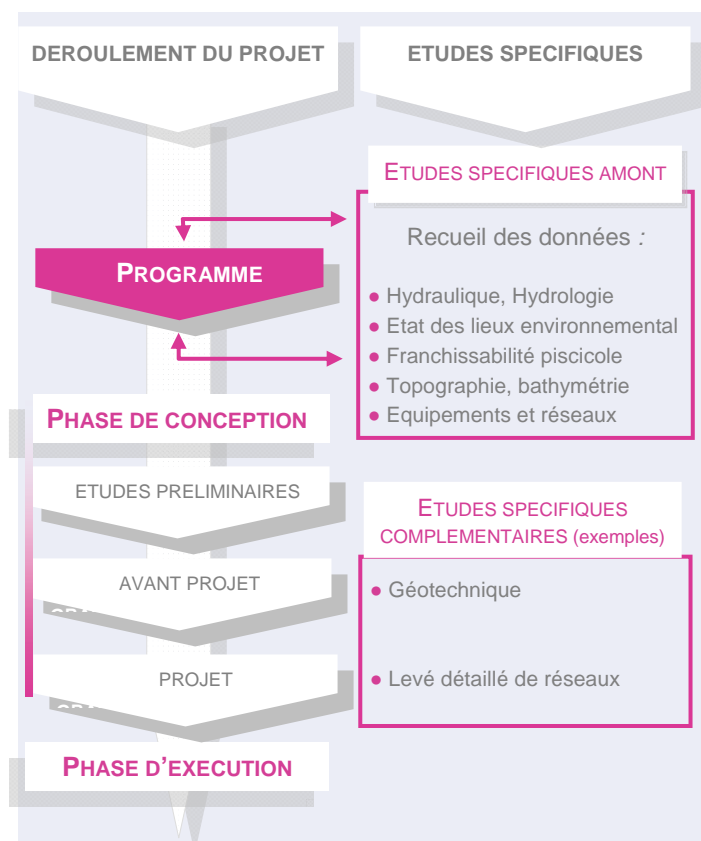 DEROULEMENT DU PROJET
ETUDES SPECIFIQUES
ETUDES SPECIFIQUES AMONT
Recueil des données :
PROGRAMME
● Hydraulique, Hydrologie
● Etat des lieux environnemental
● Franchissabilité piscicole
● Topographie, bathymétrie
● Equipements et réseaux
PHASE DE CONCEPTION
ETUDES PRELIMINAIRES
ETUDES SPECIFIQUES
COMPLEMENTAIRES (exemples)
AVANT PROJET
● Géotechnique
PROJET
● Levé détaillé de réseaux
PHASE D’EXECUTION